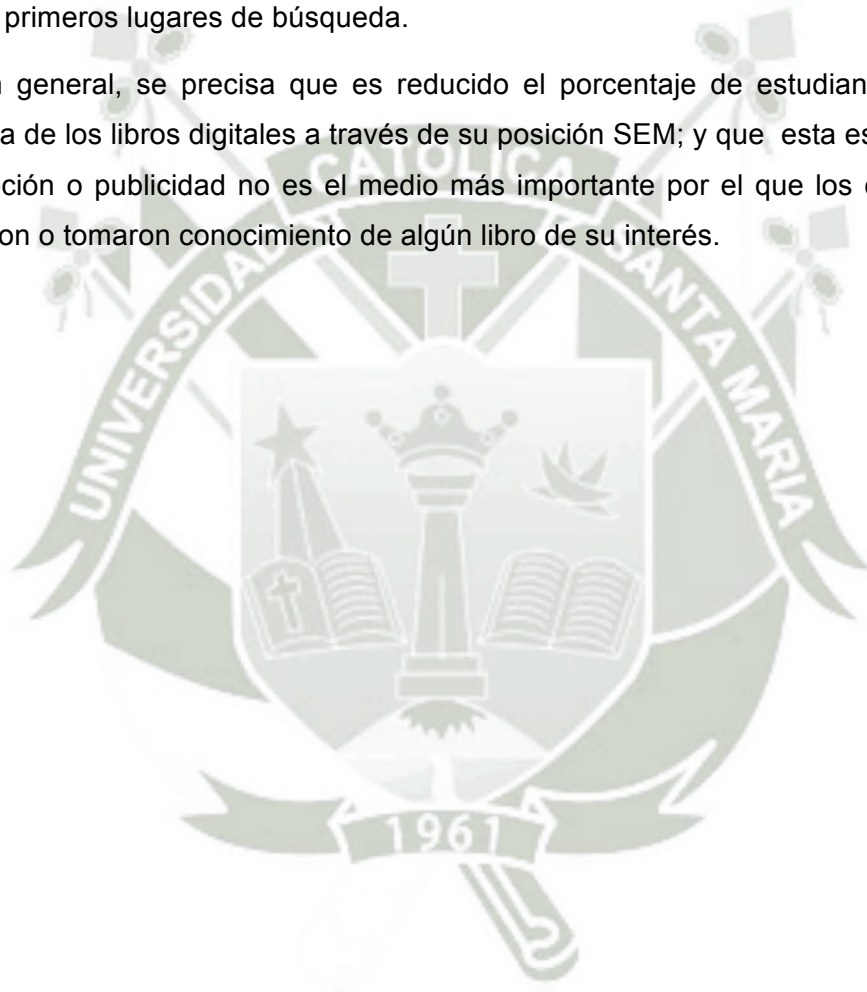 primeros lugares de búsqueda.
general, se precisa que es reducido el porcentaje de estudian
a de los libros digitales a través de su posición SEM; y que esta es
ción o publicidad no es el medio más importante por el que los
on o tomaron conocimiento de algún libro de su interés.
UNIVERSIDAD CATOLICA SANTA MARIA
1961